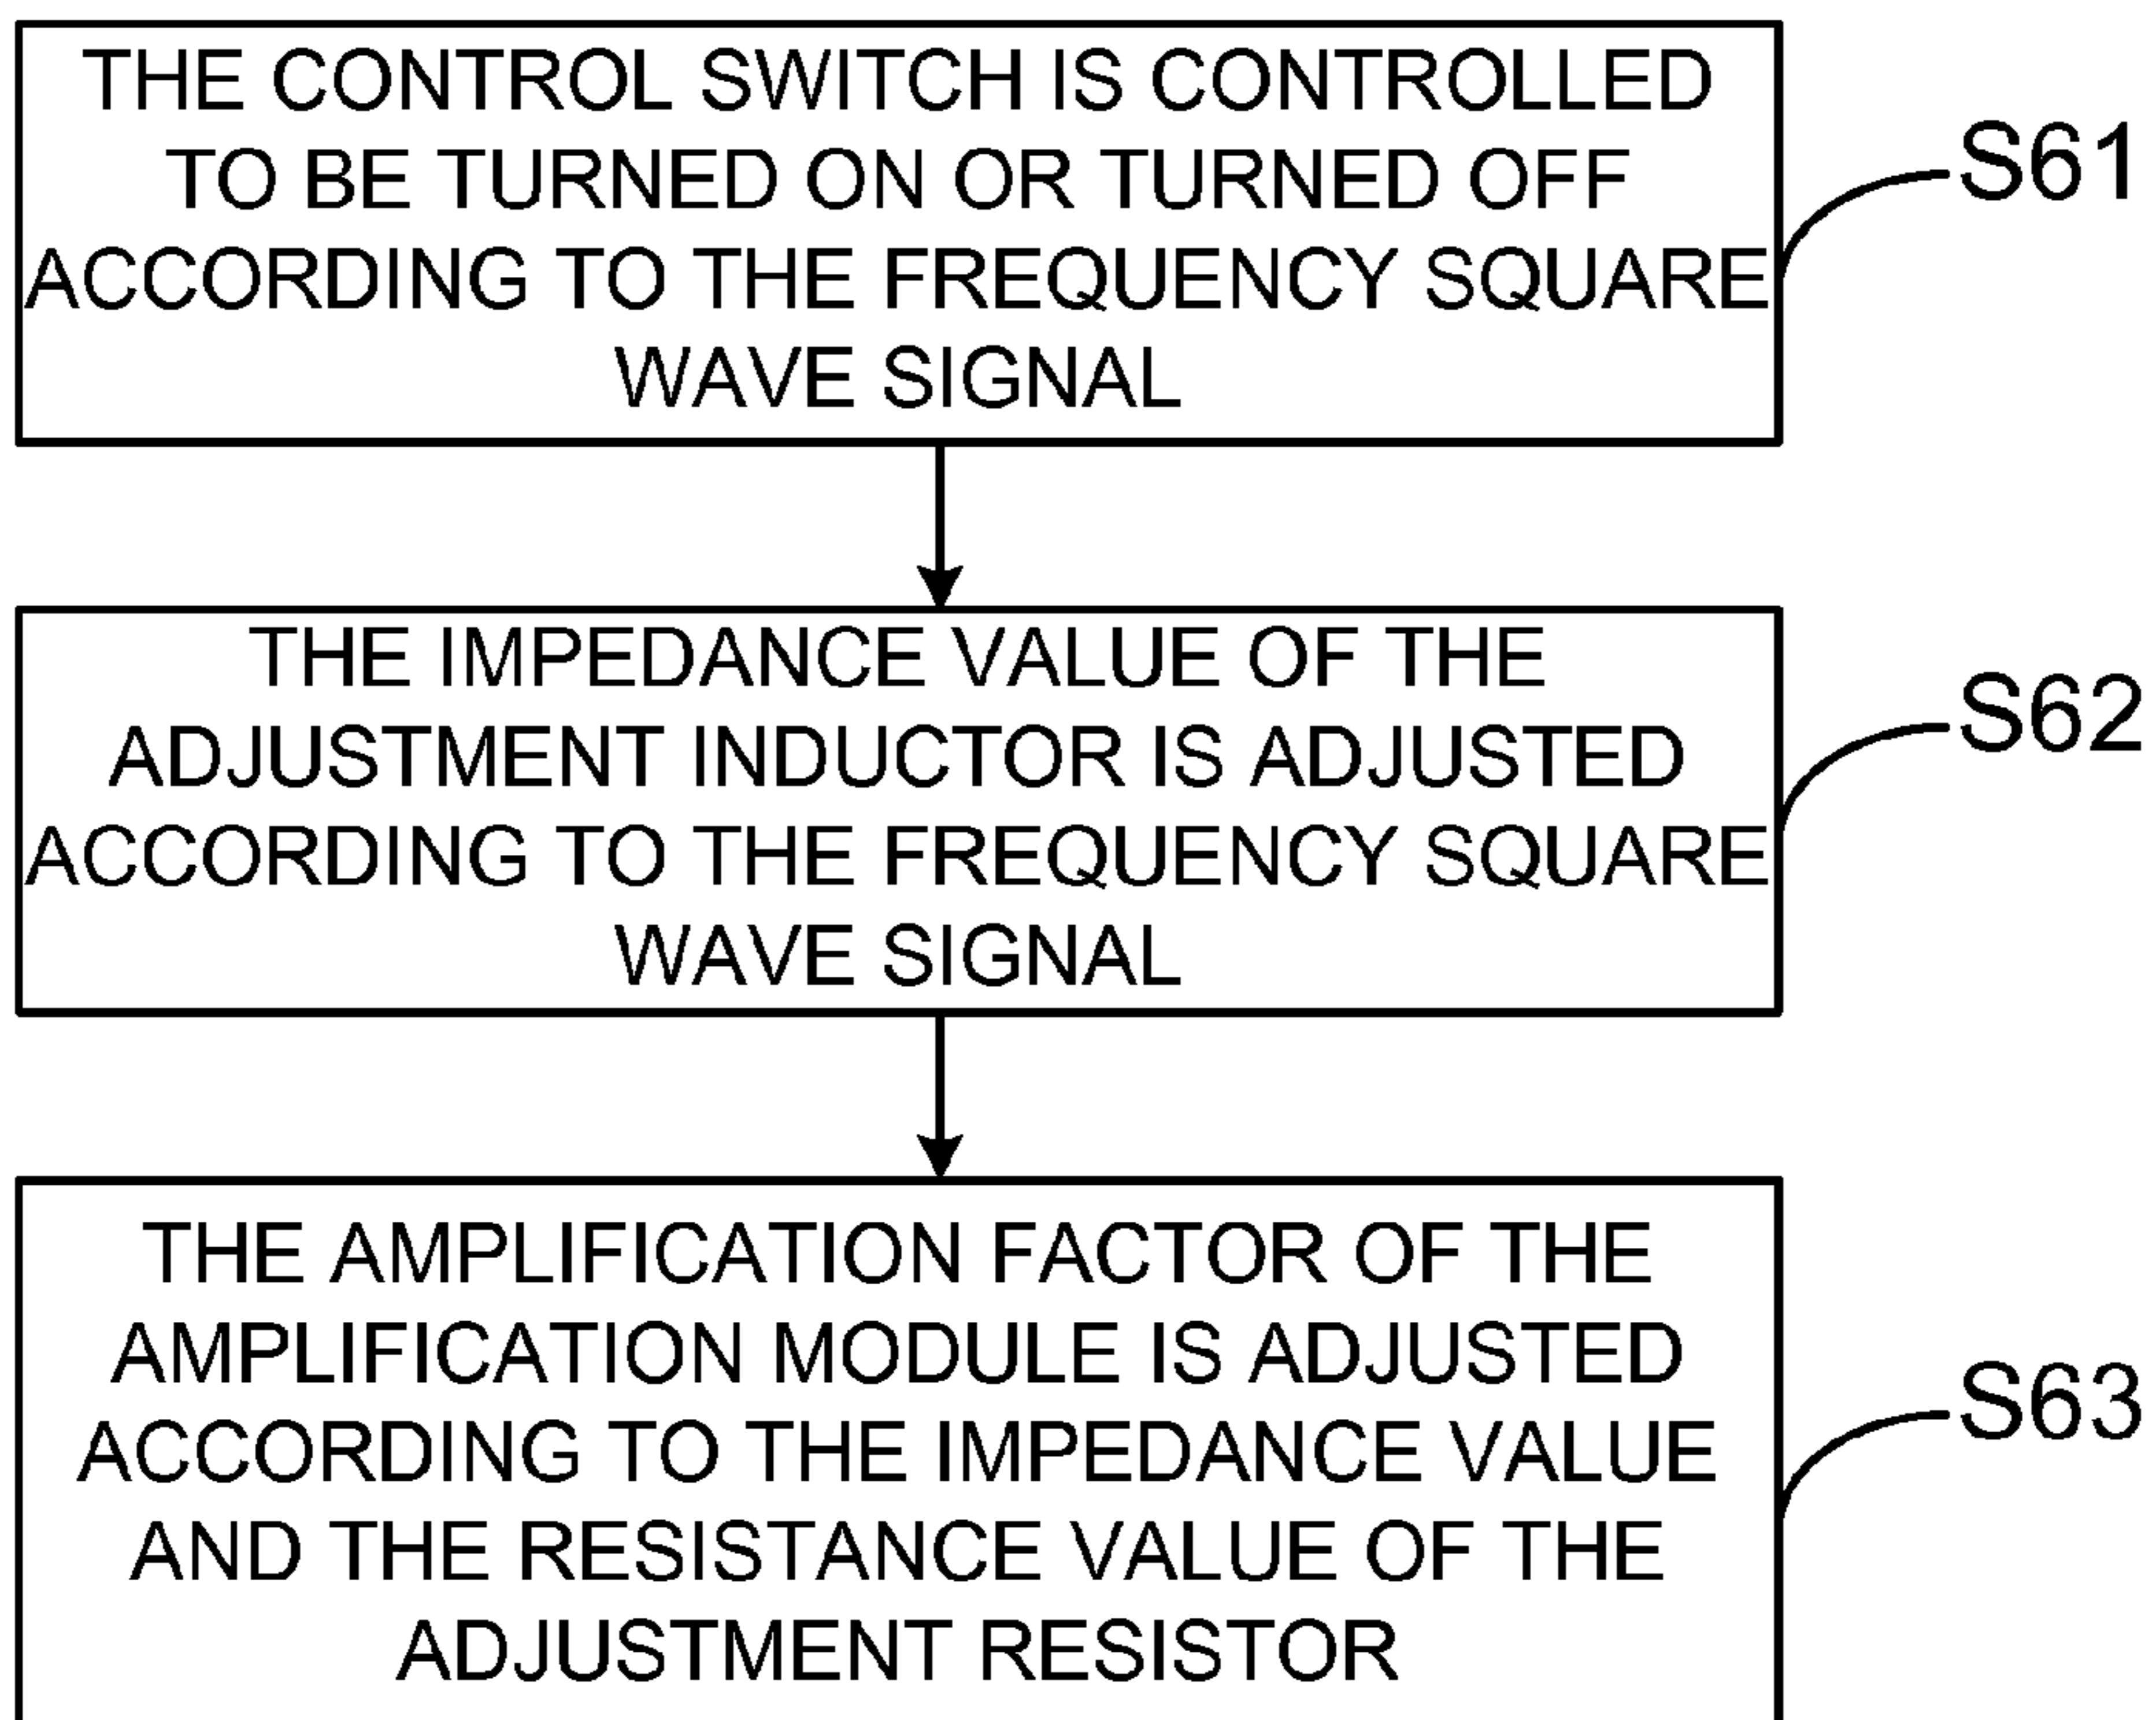 THE CONTROL SWITCH IS CONTROLLED
TO BE TURNED ON OR TURNED OFF
ACCORDING TO THE FREQUENCY SQUARE
WAVE SIGNAL
S61
THE IMPEDANCE VALUE OF THE
ADJUSTMENT INDUCTOR IS ADJUSTED
ACCORDING TO THE FREQUENCY SQUARE
WAVE SIGNAL
S62
THE AMPLIFICATION FACTOR OF THE
AMPLIFICATION MODULE IS ADJUSTED
ACCORDING TO THE IMPEDANCE VALUE
AND THE RESISTANCE VALUE OF THE
ADJUSTMENT RESISTOR
S63